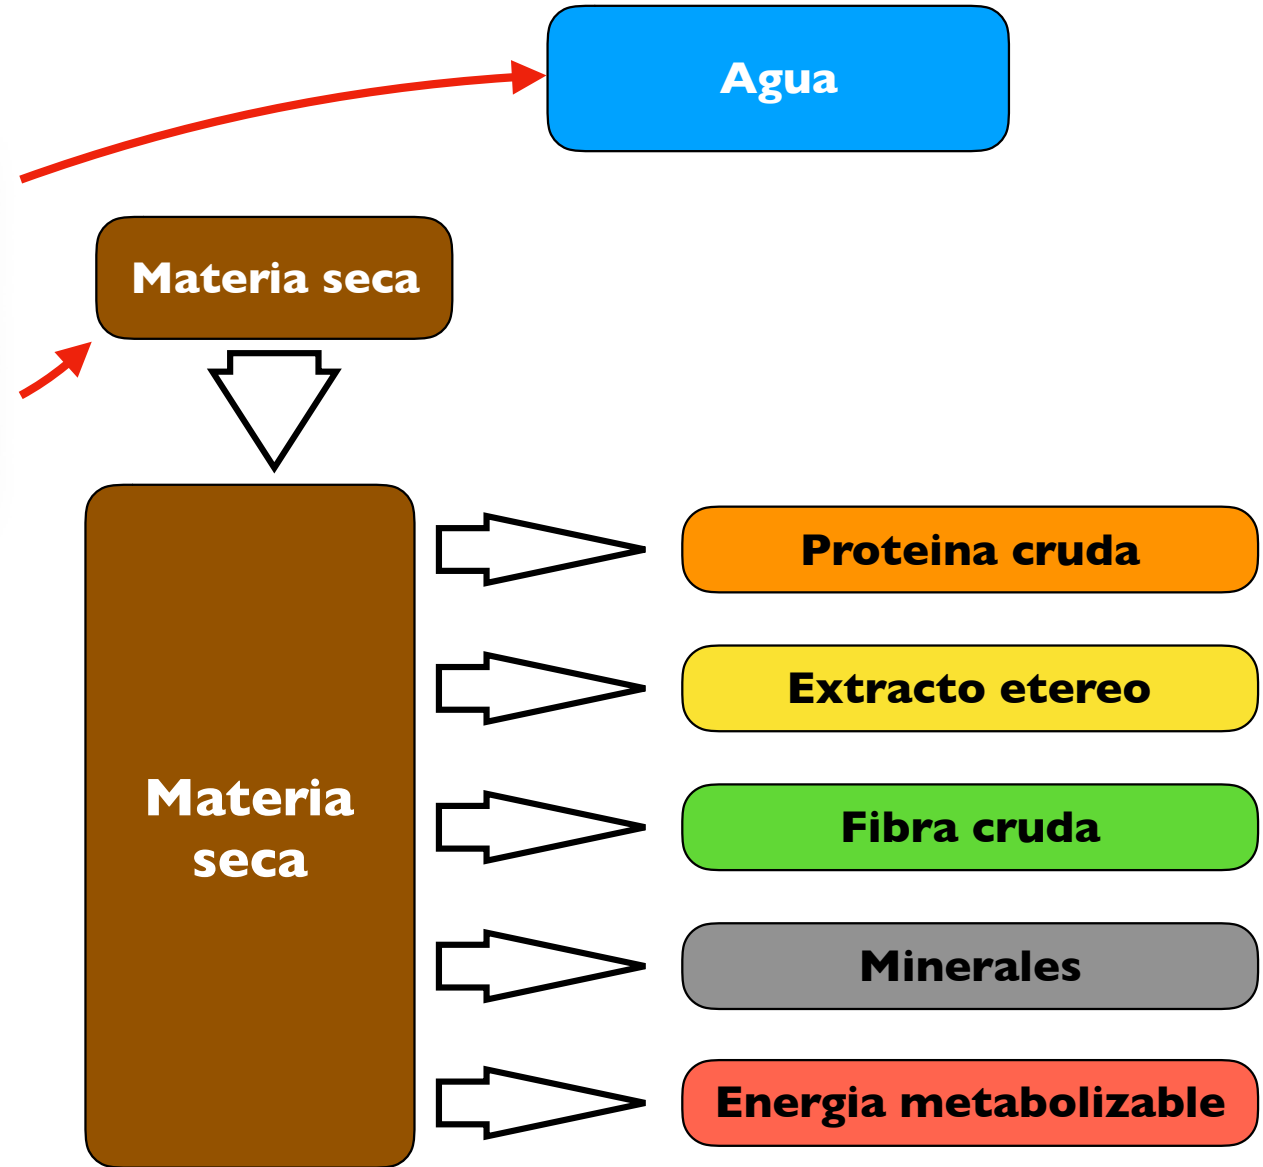 Agua
Materia seca
Materia
seca
Proteina cruda
Extracto etereo
Fibra cruda
Minerales
Energia metabolizable